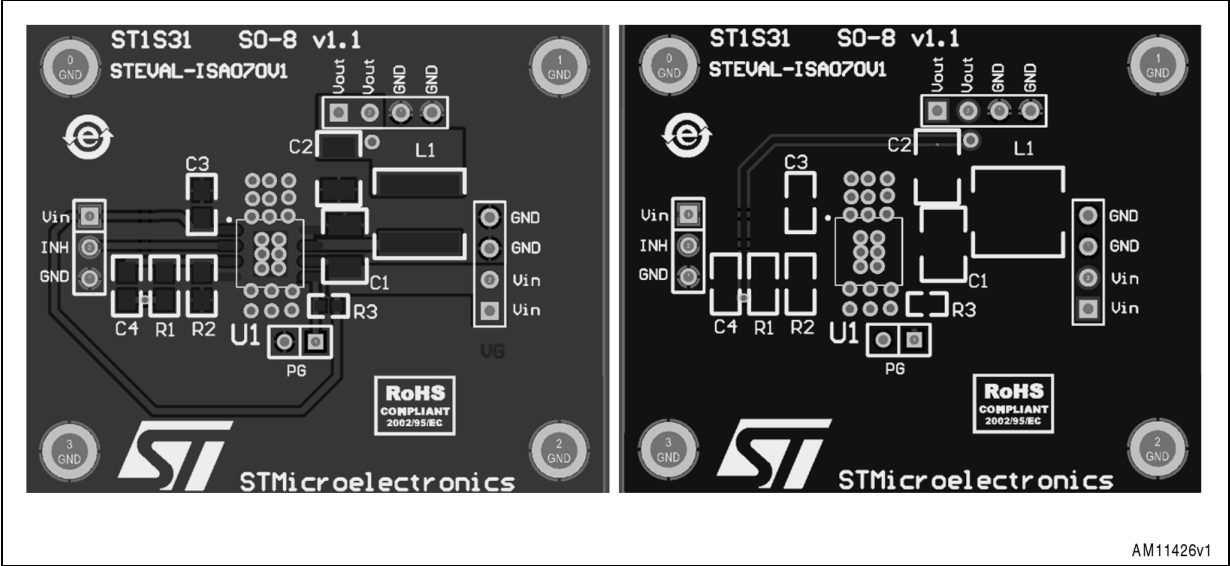 ST1S31 SO-8 v1.1
STEVAL-ISA070V1
0
GND
1
GND
Vout Vout GND GND
e
C2
L1
C3
Vin
INH
GND
GND
GND
Vin
Vin
C1
C4 R1 R2
R3
U1
PG
VG
RoHS
COMPLIANT
2002/95/EC
3
GND
2
GND
ST
STMicroelectronics
ST1S31 SO-8 v1.1
STEVAL-ISA070V1
0
GND
1
GND
Vout Vout GND GND
e
C2
L1
C3
Vin
INH
GND
GND
GND
Vin
Vin
C1
C4 R1 R2
R3
U1
PG
RoHS
COMPLIANT
2002/95/EC
3
GND
2
GND
ST
STMicroelectronics
AM11426v1